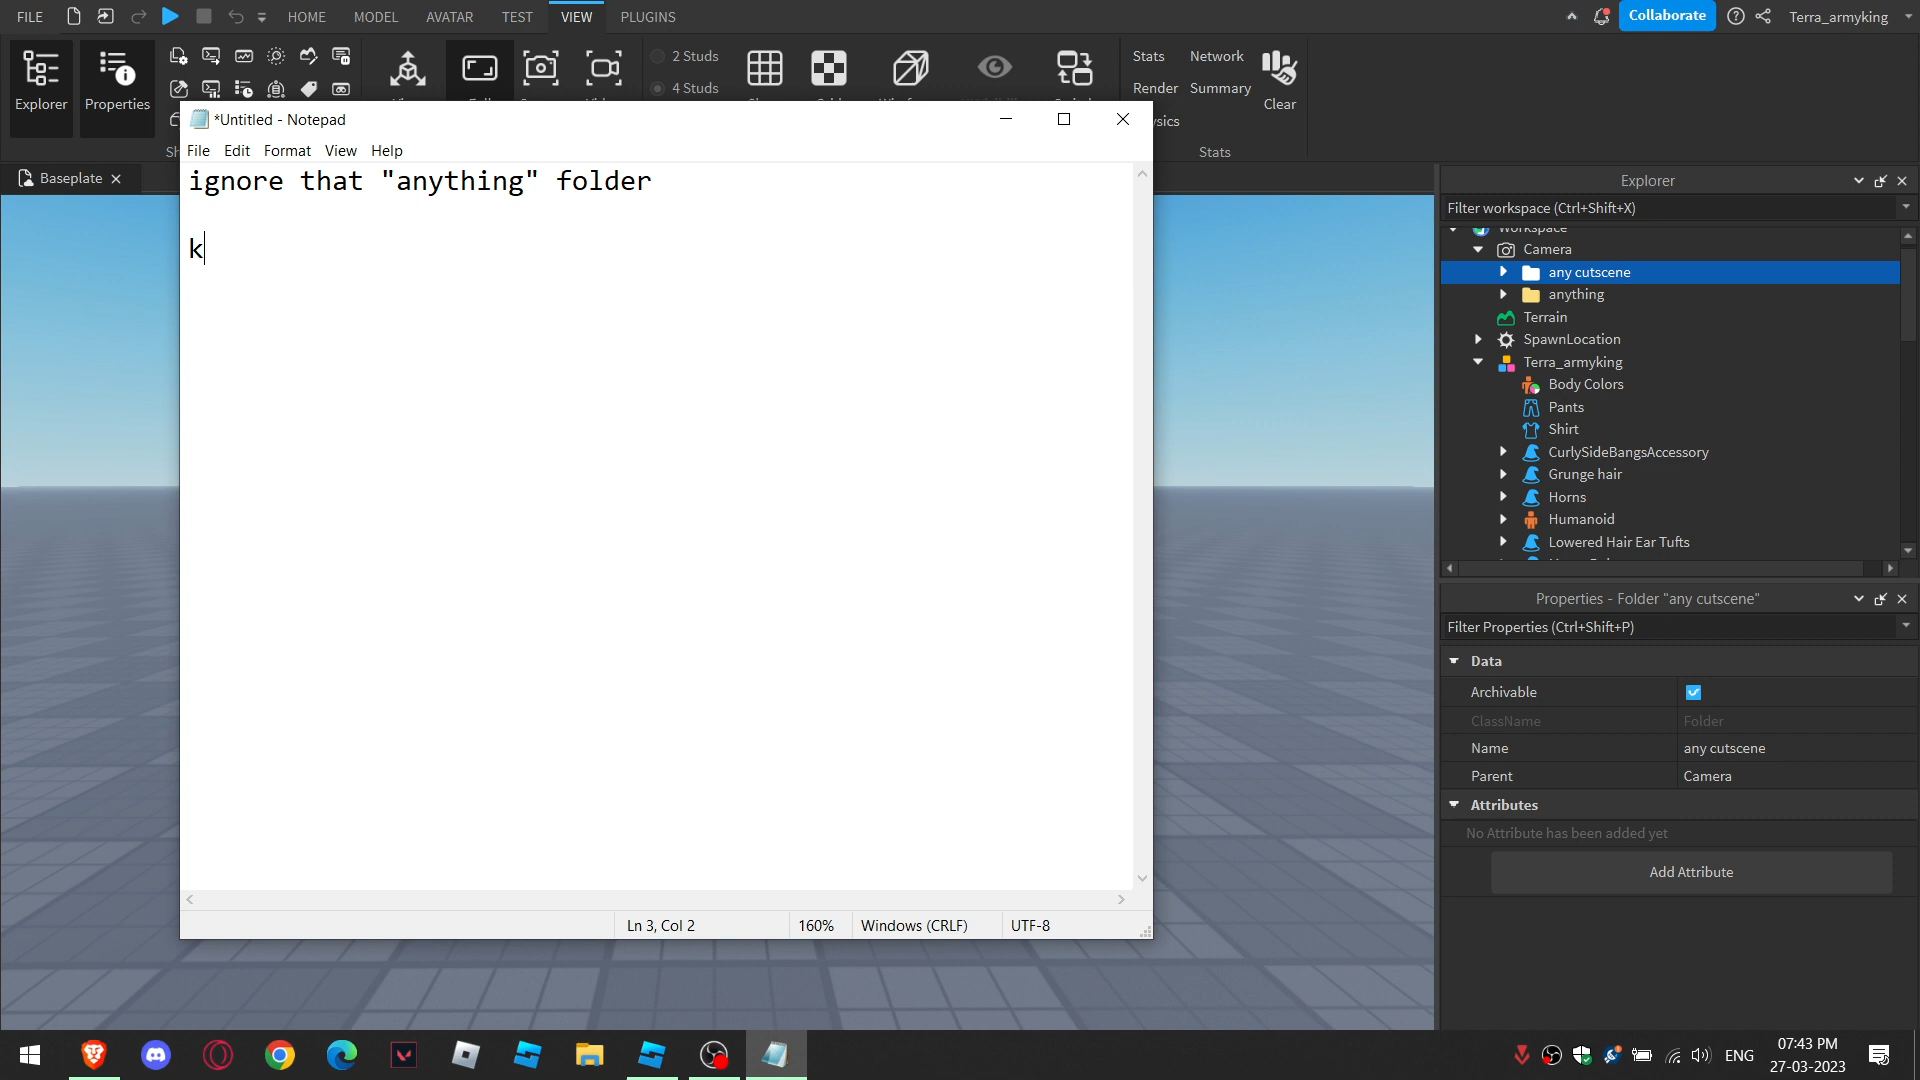 FILE HOME MODEL AVATAR TEST VIEW PLUGINS Collaborate Terra_armyking
2 Studs Stats Network
4 Studs Render Summary
Explorer Properties Clear
Stats
*Untitled - Notepad
File Edit Format View Help
ignore that "anything" folder
k
Ln 3, Col 2 160% Windows (CRLF) UTF-8
Baseplate
Explorer
Filter workspace (Ctrl+Shift+X)
Workspace
Camera
any cutscene
anything
Terrain
SpawnLocation
Terra_armyking
Body Colors
Pants
Shirt
CurlySideBangsAccessory
Grunge hair
Horns
Humanoid
Lowered Hair Ear Tufts
Properties - Folder "any cutscene"
Filter Properties (Ctrl+Shift+P)
Data
Archivable
ClassName Folder
Name any cutscene
Parent Camera
Attributes
No Attribute has been added yet
Add Attribute
ENG 07:43 PM
27-03-2023